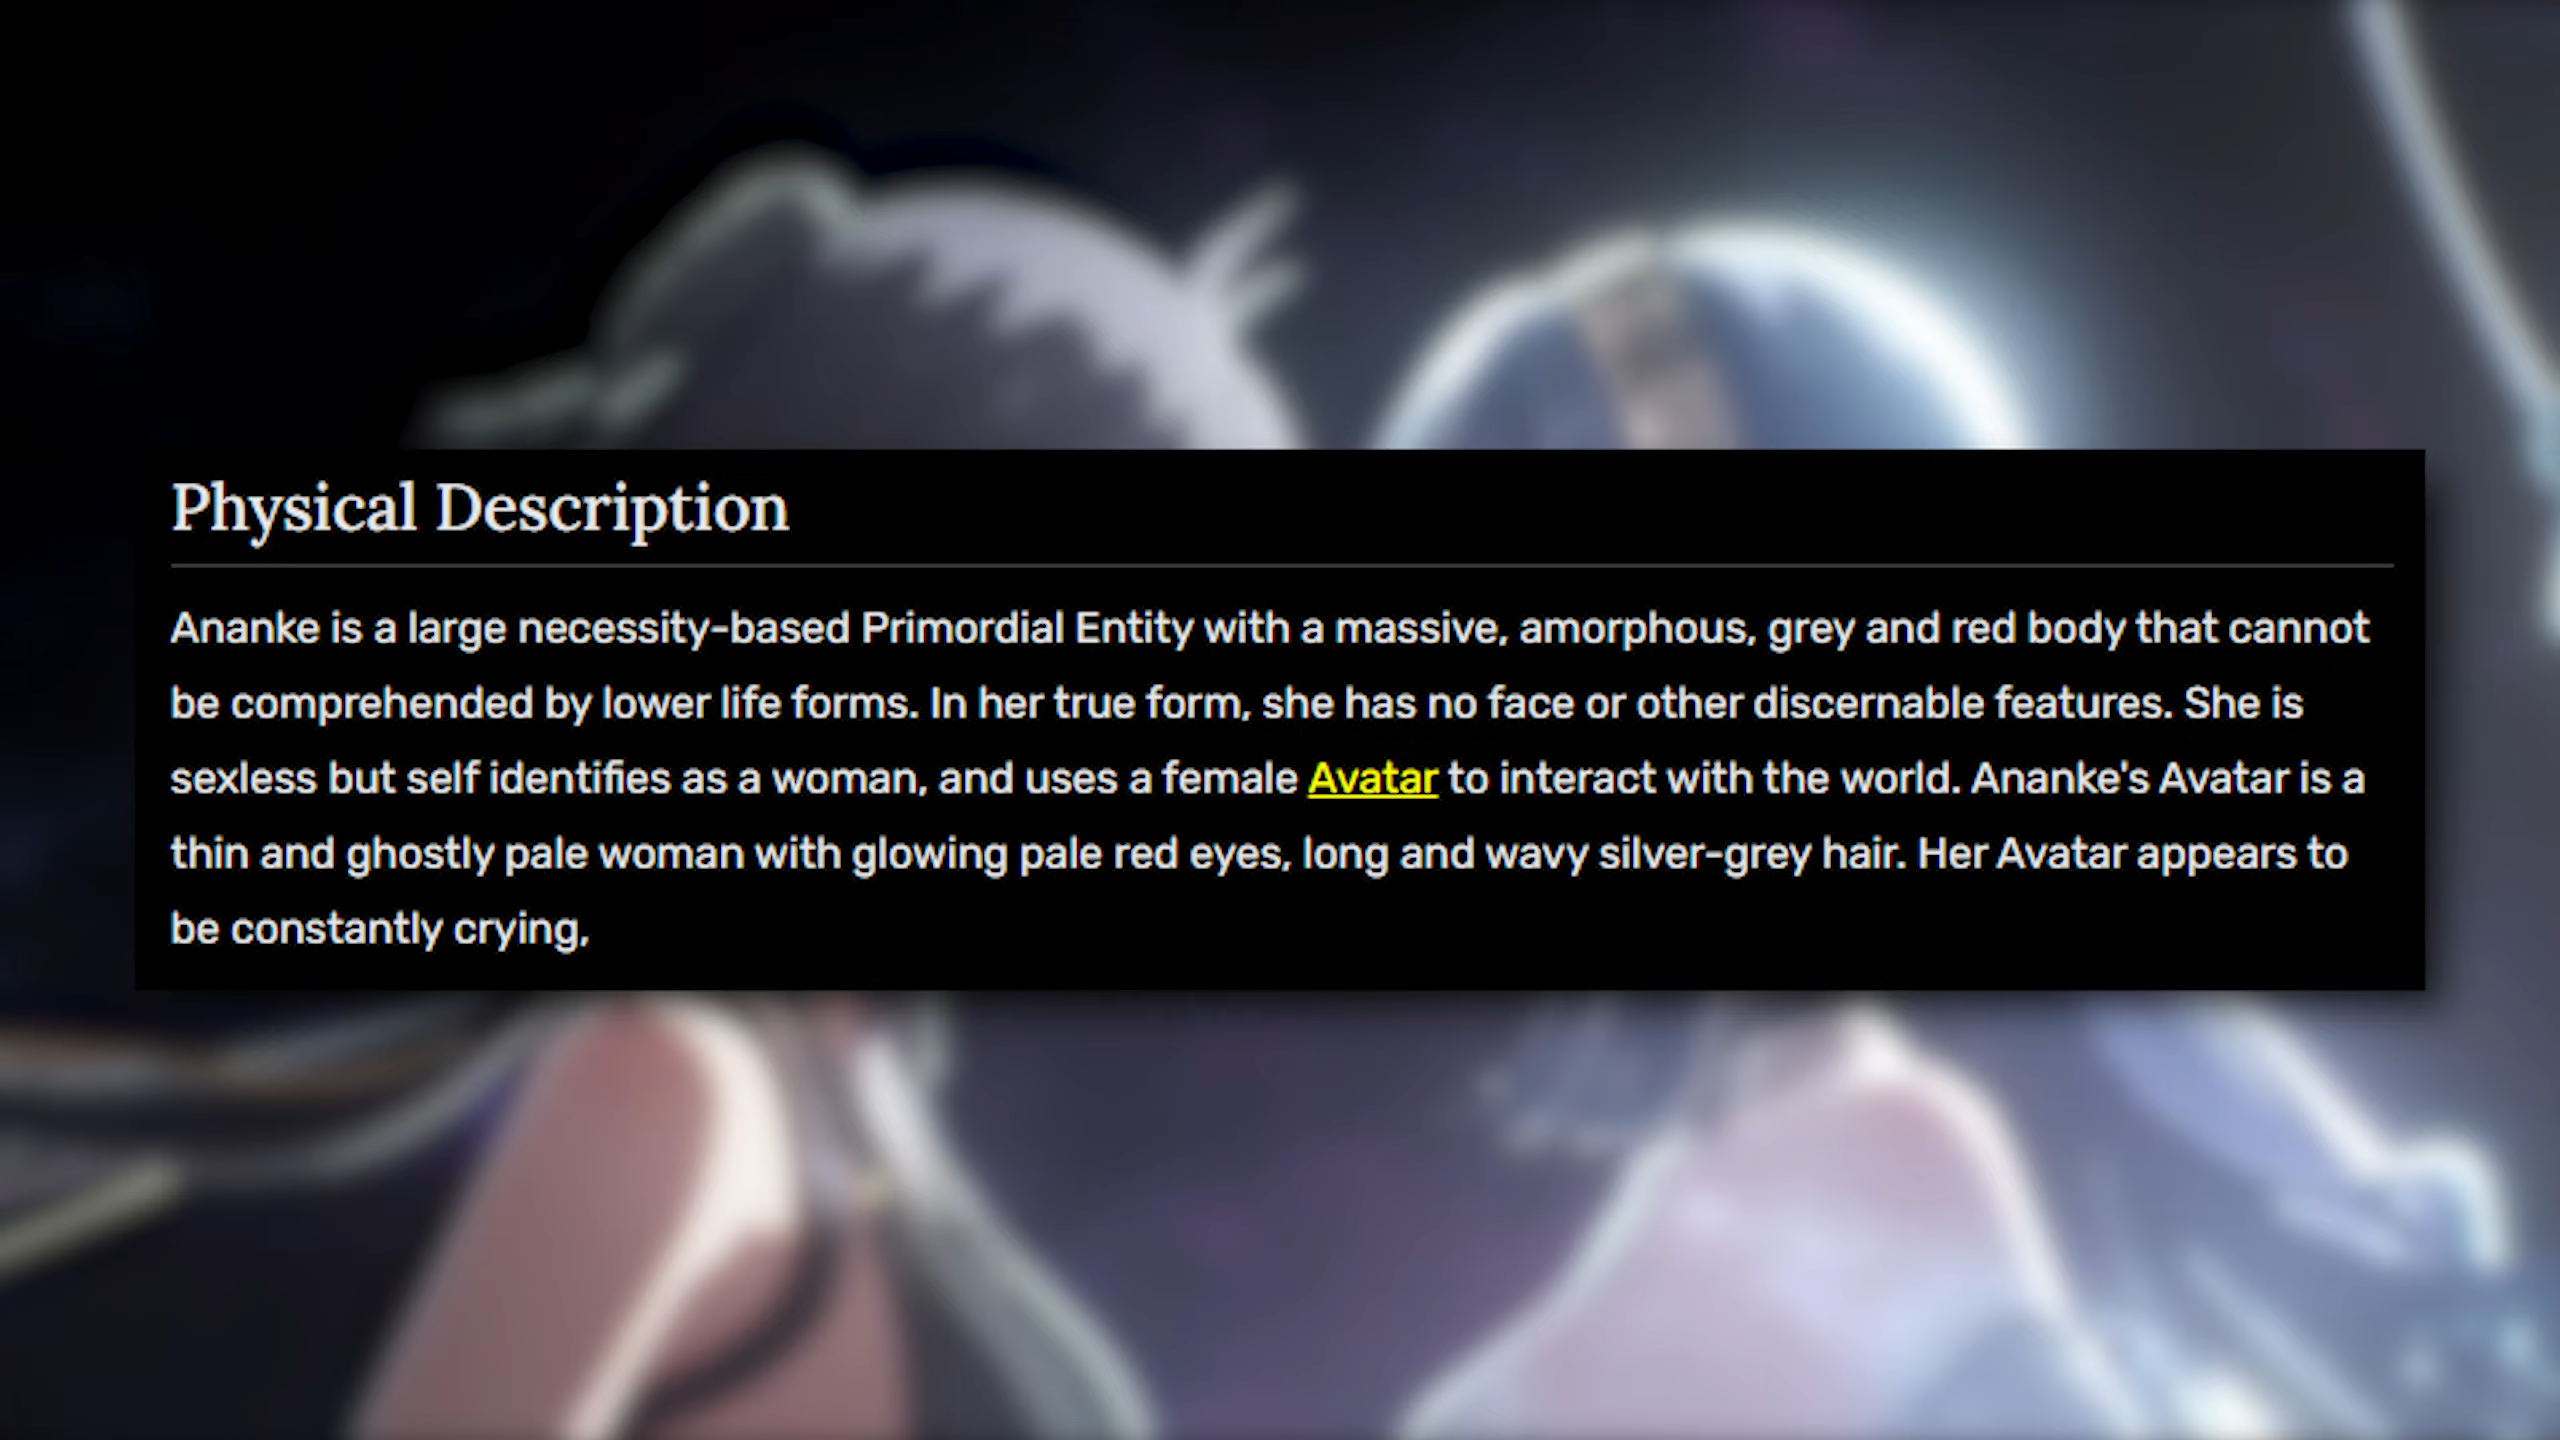 Physical Description
Ananke is a large necessity-based Primordial Entity with a massive, amorphous, grey and red body that cannot
be comprehended by lower life forms. In her true form, she has no face or other discernable features. She is
sexless but self identifies as a woman, and uses a female Avatar to interact with the world. Ananke's Avatar is a
thin and ghostly pale woman with glowing pale red eyes, long and wavy silver-grey hair. Her Avatar appears to
be constantly crying,